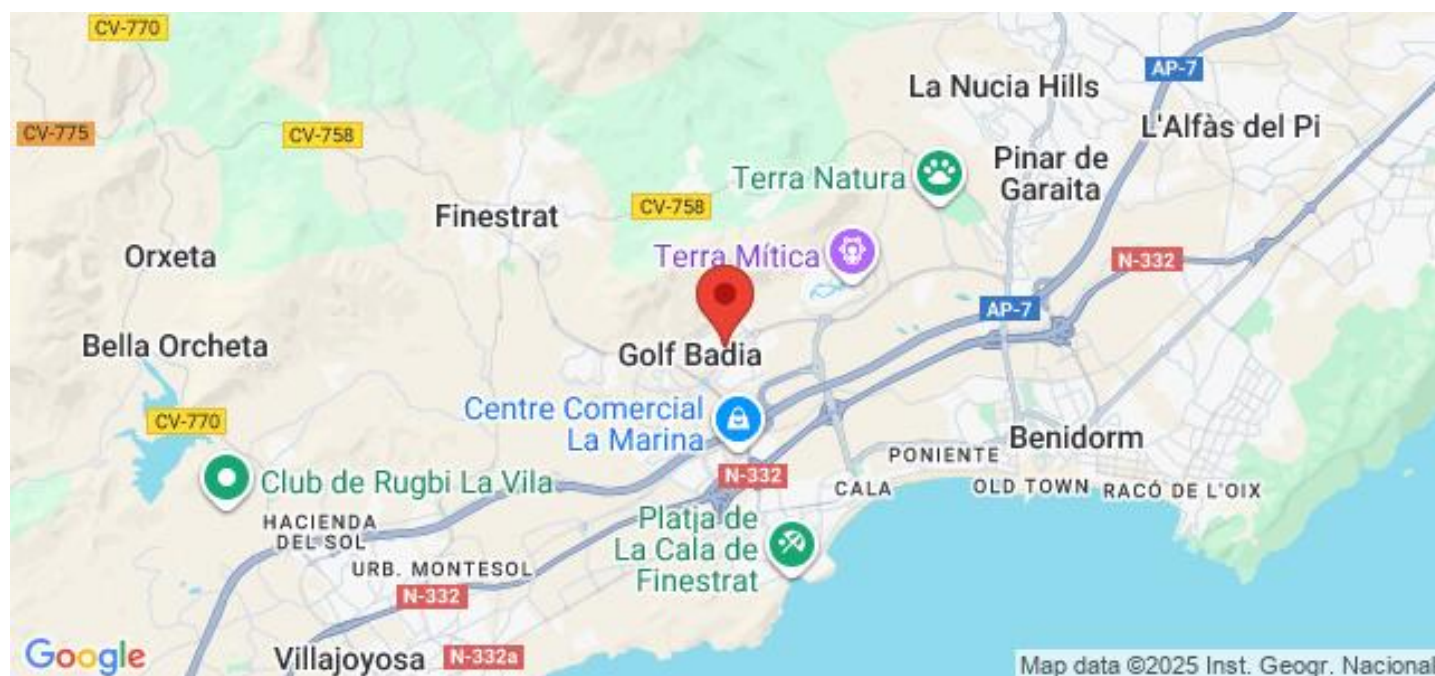 CV-770
AP-7
La Nucia Hills
CV-775
CV-758
L'Alfàs del Pi
Terra Natura
Pinar de
Garaita
CV-758
Finestrat
Orxeta
Terra Mítica
N-332
AP-7
Bella Orcheta
Golf Badia
Centre Comercial
La Marina
CV-770
Benidorm
PONIENTE
N-332
CALA
OLD TOWN
RACÓ DE L'OIX
Club de Rugbi La Vila
HACIENDA
DEL SOL
Platja de
La Cala de
Finestrat
URB. MONTESOL
N-332
Google
Villajoyosa
N-332a
Map data ©2025 Inst. Geogr. Nacional